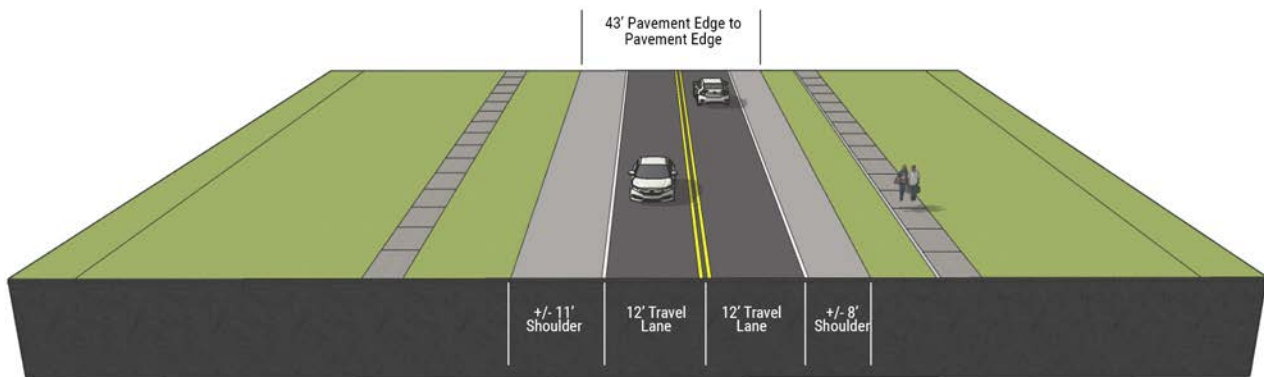 43’ Pavement Edge to
Pavement Edge
+/- 11’
Shoulder
12’ Travel
Lane
12’ Travel
Lane
+/- 8’
Shoulder